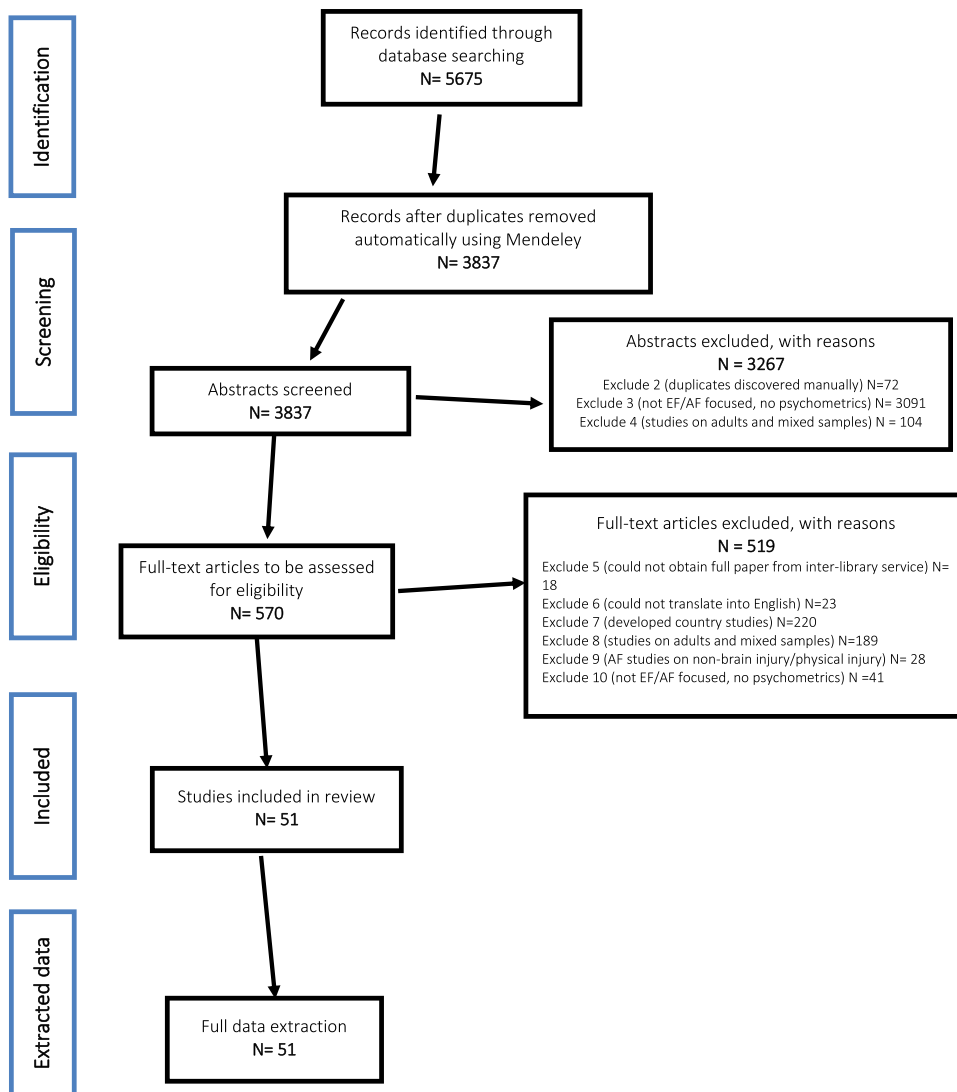 Identification
Records identified through
database searching
N= 5675
Records after duplicates removed
automatically using Mendeley
N= 3837
Screening
Abstracts screened
N= 3837
Abstracts excluded, with reasons
N = 3267
Exclude 2 (duplicates discovered manually) N=72
Exclude 3 (not EF/AF focused, no psychometrics) N= 3091
Exclude 4 (studies on adults and mixed samples) N = 104
Eligibility
Full-text articles to be assessed
for eligibility
N= 570
Full-text articles excluded, with reasons
N = 519
Exclude 5 (could not obtain full paper from inter-library service) N=
18
Exclude 6 (could not translate into English) N=23
Exclude 7 (developed country studies) N=220
Exclude 8 (studies on adults and mixed samples) N=189
Exclude 9 (AF studies on non-brain injury/physical injury) N= 28
Exclude 10 (not EF/AF focused, no psychometrics) N =41
Included
Studies included in review
N= 51
Extracted data
Full data extraction
N= 51